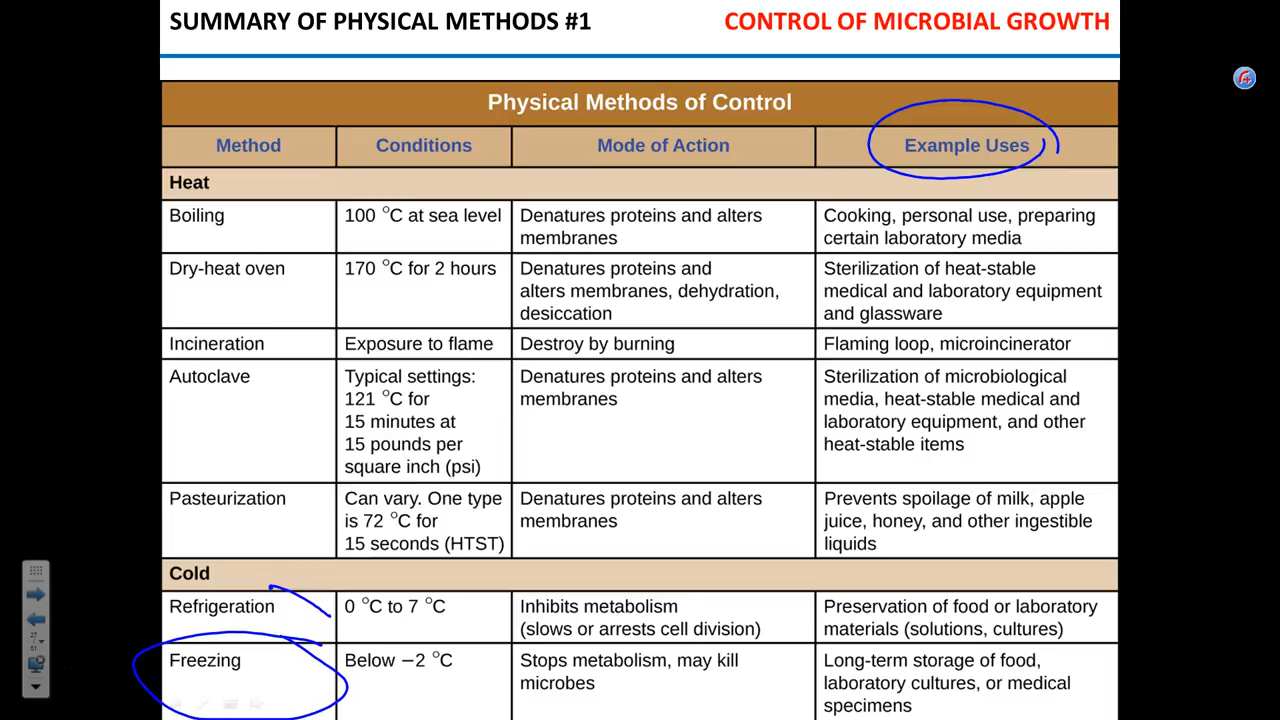 SUMMARY OF PHYSICAL METHODS #1 CONTROL OF MICROBIAL GROWTH
Physical Methods of Control
Method Conditions Mode of Action Example Uses
Heat
Boiling 100 °C at sea level Denatures proteins and alters Cooking, personal use, preparing
membranes certain laboratory media
Dry-heat oven 170 °C for 2 hours Denatures proteins and Sterilization of heat-stable
alters membranes, dehydration, medical and laboratory equipment
desiccation and glassware
Incineration Exposure to flame Destroy by burning Flaming loop, microincinerator
Autoclave Typical settings: Denatures proteins and alters Sterilization of microbiological
121 °C for membranes media, heat-stable medical and
15 minutes at laboratory equipment, and other
15 pounds per heat-stable items
square inch (psi)
Pasteurization Can vary. One type Denatures proteins and alters Prevents spoilage of milk, apple
is 72 °C for membranes juice, honey, and other ingestible
15 seconds (HTST) liquids
Cold
Refrigeration 0 °C to 7 °C Inhibits metabolism Preservation of food or laboratory
(slows or arrests cell division) materials (solutions, cultures)
Freezing Below −2 °C Stops metabolism, may kill Long-term storage of food,
microbes laboratory cultures, or medical
specimens